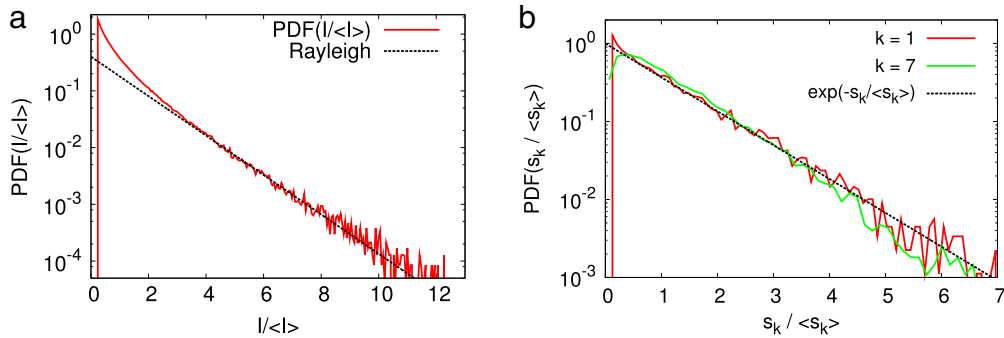 a
PDF(I/<I>)
Rayleigh
PDF(I/<I>)
10^0
10^-1
10^-2
10^-3
10^-4
0 2 4 6 8 10 12
I/<I>
b
k = 1
k = 7
exp(-s_k/<s_k>)
PDF(s_k / <s_k>)
10^0
10^-1
10^-2
10^-3
0 1 2 3 4 5 6 7
s_k / <s_k>